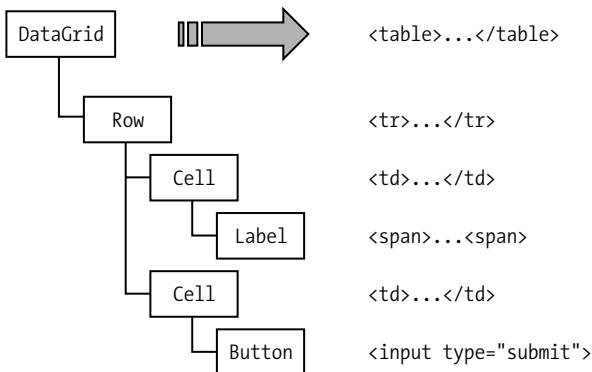 DataGrid <table>...</table>
Row <tr>...</tr>
Cell <td>...</td>
Label <span>...<span>
Cell <td>...</td>
Button <input type="submit">